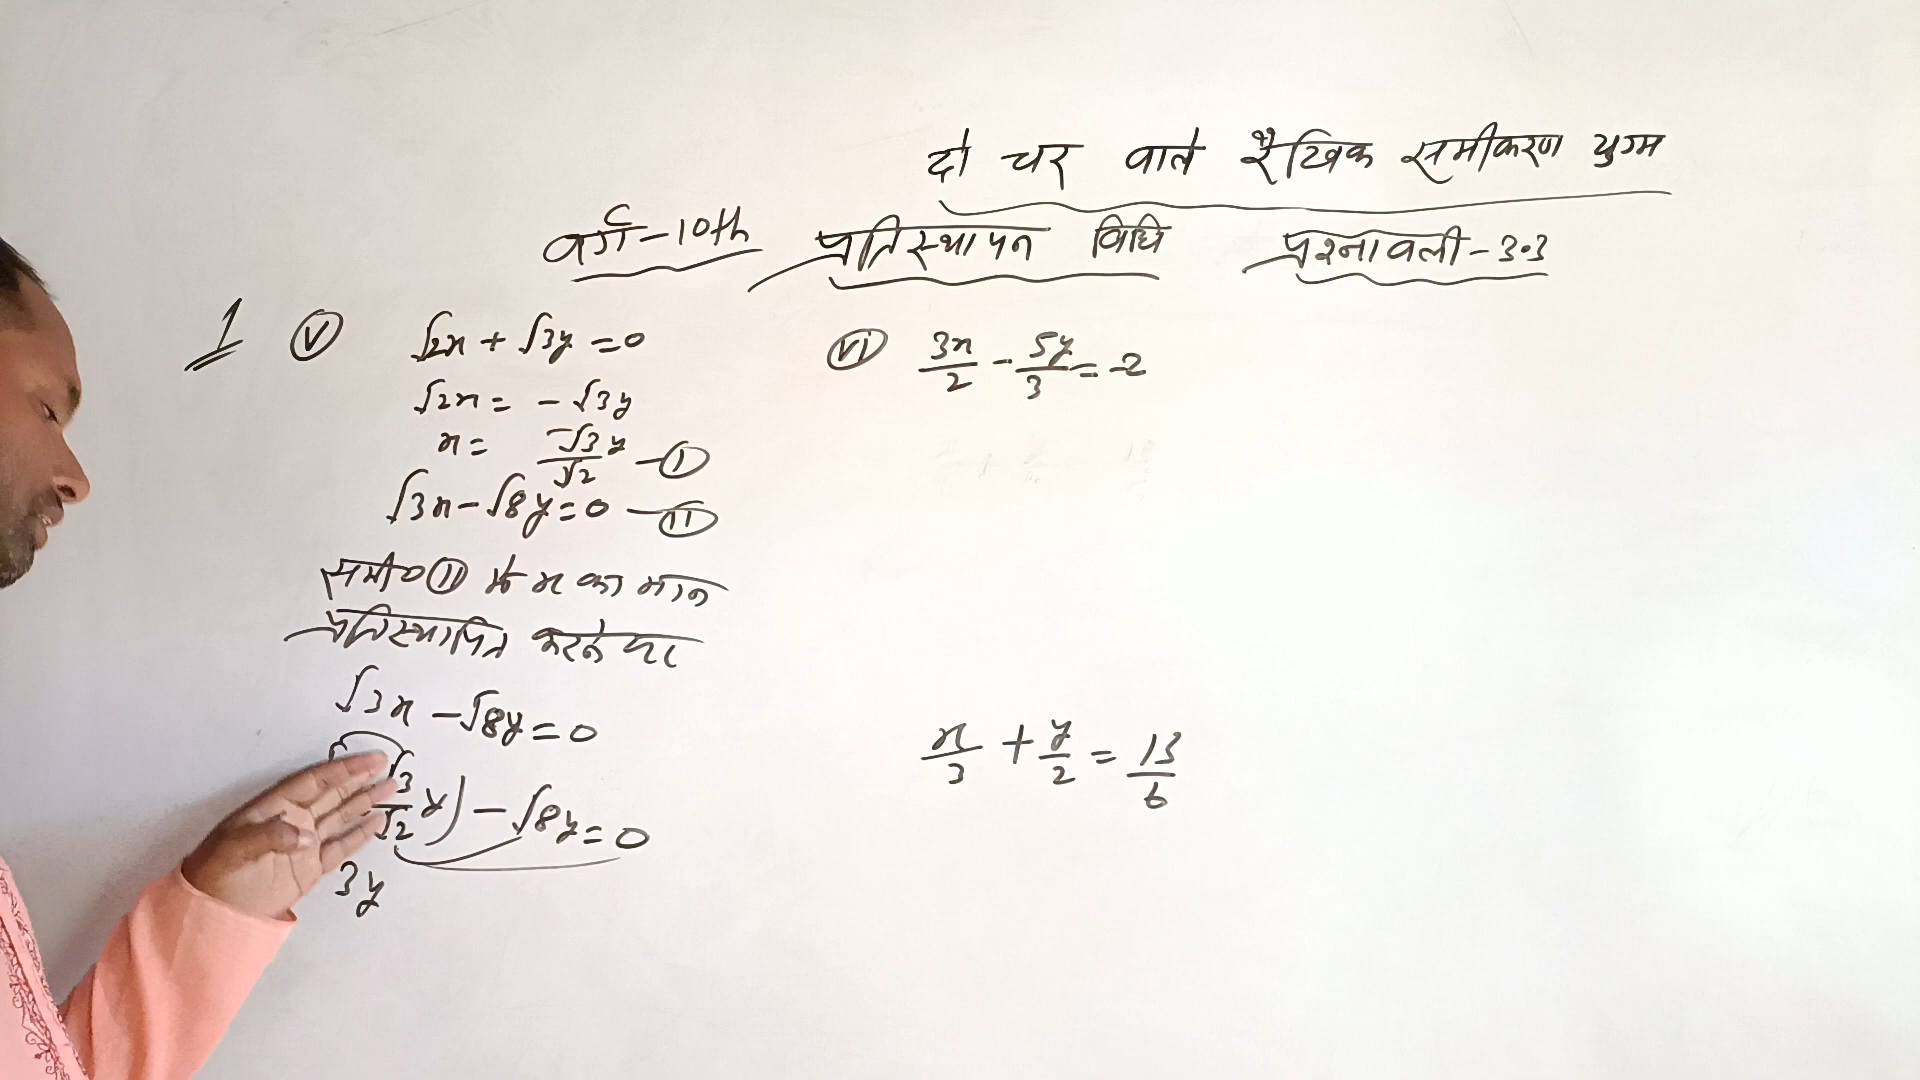 दो चर वाले रैखिक समीकरण युग्म
वर्ग-10th प्रतिस्थापन विधि प्रश्नावली-3.3
1 (v) √2x + √3y = 0
√2x = -√3y
x = -√3y/√2 —(i)
√3x - √8y = 0 —(ii)
समी० (ii) में x का मान
प्रतिस्थापित करने पर
√3x - √8y = 0
√3/√2 y) - √8y = 0
3y
(vi) 3x/2 - 5y/3 = -2
x/3 + y/2 = 13/6